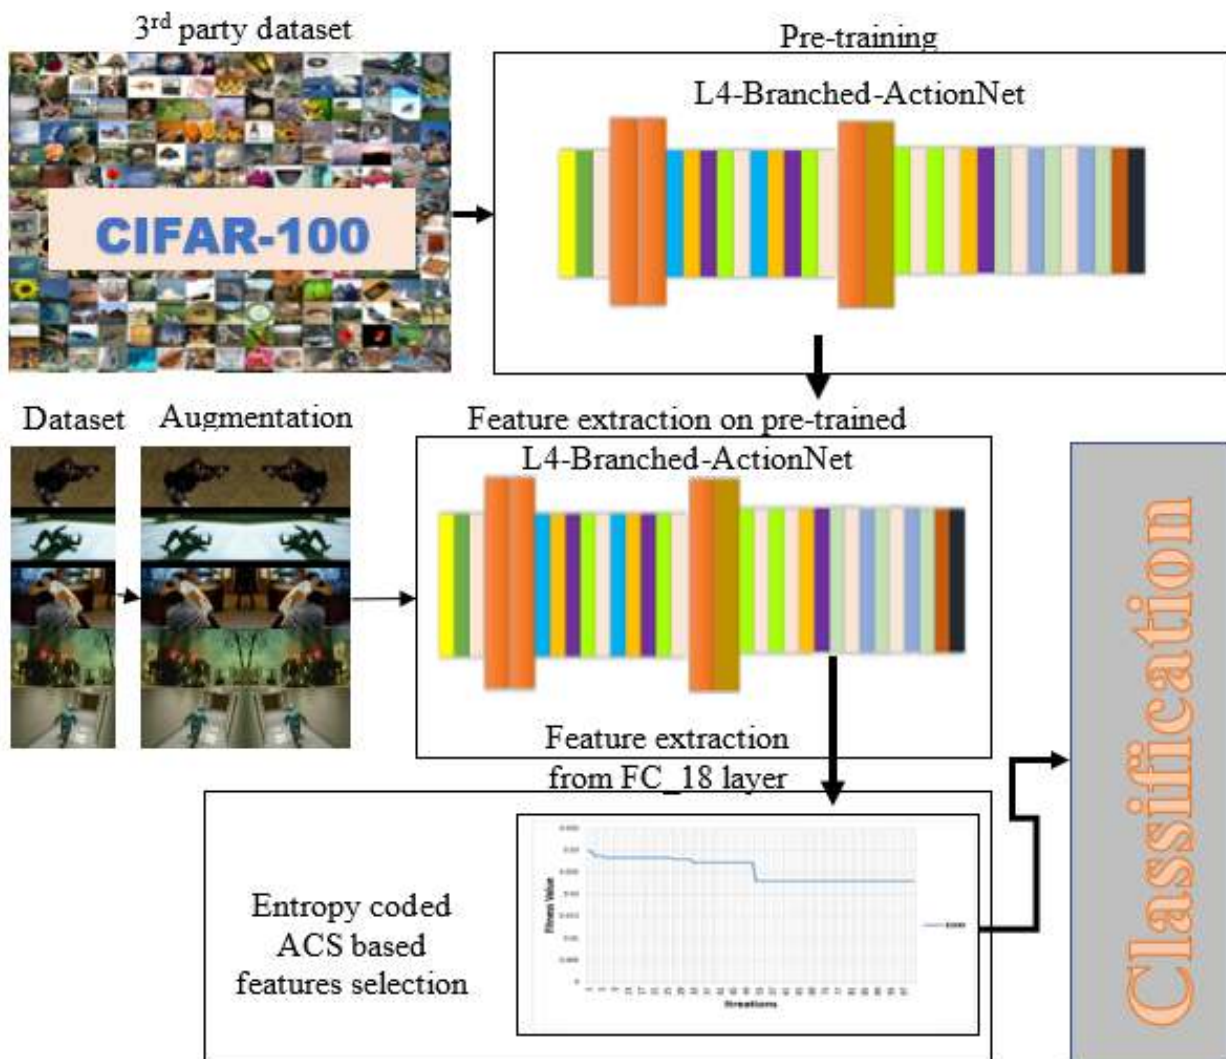 3rd party dataset
Pre-training
L4-Branched-ActionNet
CIFAR-100
Dataset
Augmentation
Feature extraction on pre-trained
L4-Branched-ActionNet
Feature extraction
from FC_18 layer
Entropy coded
ACS based
features selection
Fitness Value
Classification